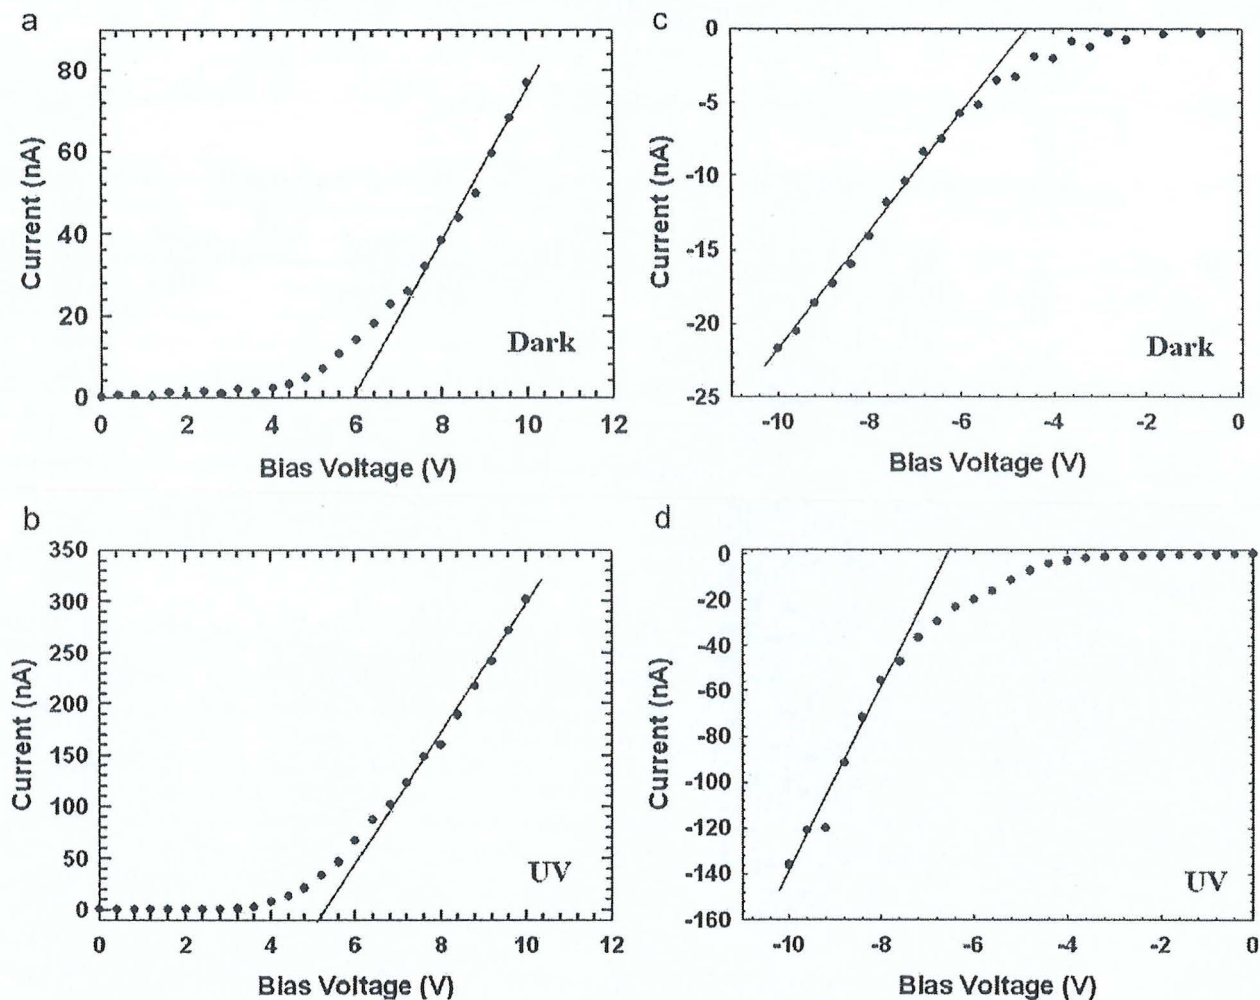 a
80
60
40
20
0
Current (nA)
Dark
0 2 4 6 8 10 12
Bias Voltage (V)
c
0
-5
-10
-15
-20
-25
Current (nA)
Dark
-10 -8 -6 -4 -2 0
Bias Voltage (V)
b
350
300
250
200
150
100
50
0
Current (nA)
UV
0 2 4 6 8 10 12
Bias Voltage (V)
d
0
-20
-40
-60
-80
-100
-120
-140
-160
Current (nA)
UV
-10 -8 -6 -4 -2 0
Bias Voltage (V)